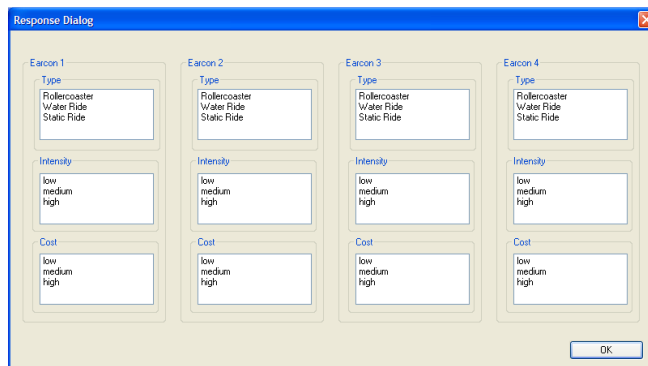 Response Dialog
Earcon 1
Type
Rollercoaster
Water Ride
Static Ride
Intensity
low
medium
high
Cost
low
medium
high
Earcon 2
Type
Rollercoaster
Water Ride
Static Ride
Intensity
low
medium
high
Cost
low
medium
high
Earcon 3
Type
Rollercoaster
Water Ride
Static Ride
Intensity
low
medium
high
Cost
low
medium
high
Earcon 4
Type
Rollercoaster
Water Ride
Static Ride
Intensity
low
medium
high
Cost
low
medium
high
OK